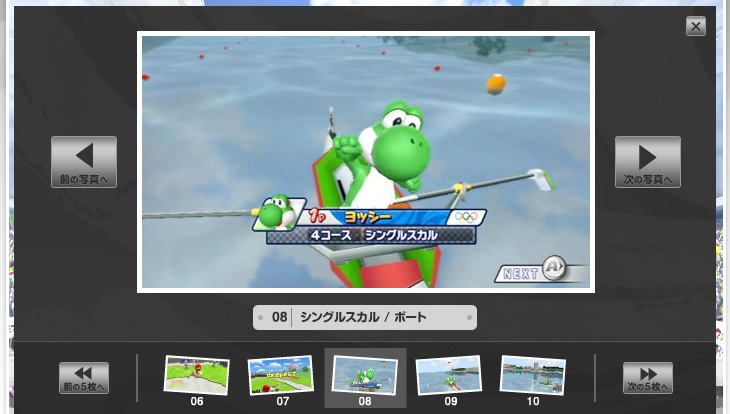 前の写真へ
次の写真へ
1P ヨッシー
4コース シングルスカル
NEXT A
08 シングルスカル / ボート
前の5枚へ
06
07
08
09
10
次の5枚へ